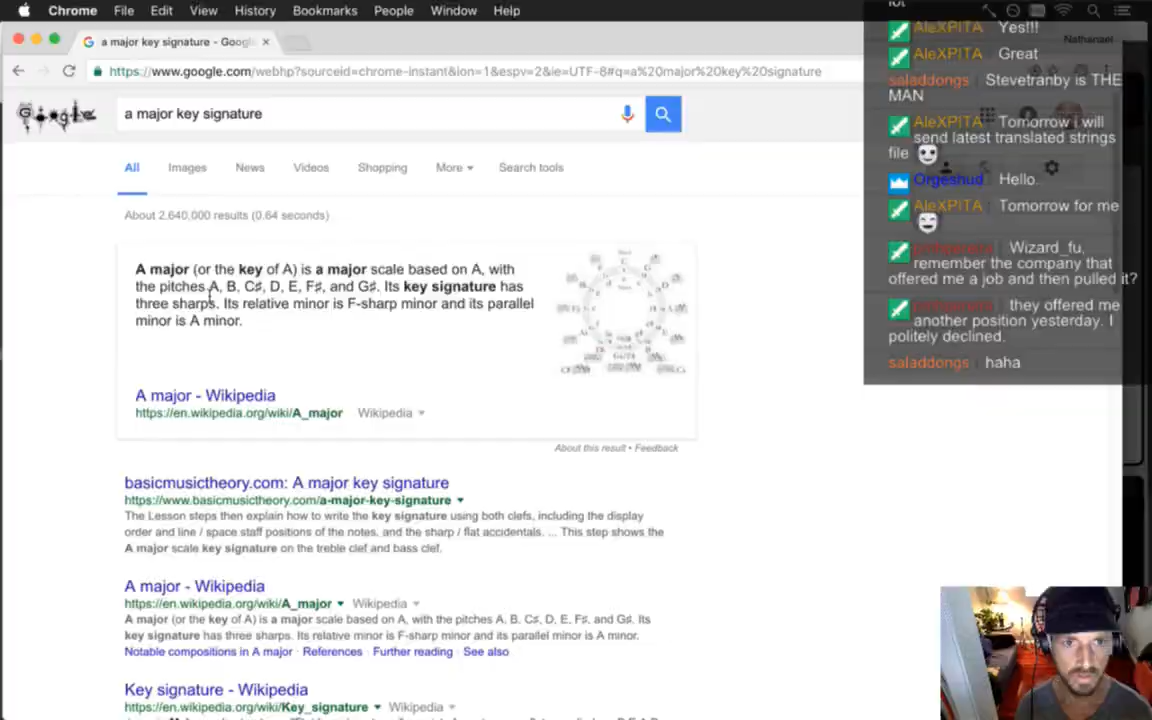 Chrome File Edit View History Bookmarks People Window Help
a major key signature - Goog
https://www.google.com/webhp?sourceid=chrome-instant&ion=1&espv=2&ie=UTF-8#q=a%20major%20key%20signature
Google
a major key signature
All Images News Videos Shopping More Search tools
About 2,640,000 results (0.64 seconds)
A major (or the key of A) is a major scale based on A, with
the pitches A, B, C♯, D, E, F♯, and G♯. Its key signature has
three sharps. Its relative minor is F-sharp minor and its parallel
minor is A minor.
A major - Wikipedia
https://en.wikipedia.org/wiki/A_major Wikipedia
About this result • Feedback
basicmusictheory.com: A major key signature
https://www.basicmusictheory.com/a-major-key-signature
The Lesson steps then explain how to write the key signature using both clefs, including the display
order and line / space staff positions of the notes, and the sharp / flat accidentals. ... This step shows the
A major scale key signature on the treble clef and bass clef.
A major - Wikipedia
https://en.wikipedia.org/wiki/A_major Wikipedia
A major (or the key of A) is a major scale based on A, with the pitches A, B, C♯, D, E, F♯, and G♯. Its
key signature has three sharps. Its relative minor is F-sharp minor and its parallel minor is A minor.
Notable compositions in A major · References · Further reading · See also
Key signature - Wikipedia
https://en.wikipedia.org/wiki/Key_signature Wikipedia
lot
AleXPITA Yes!!!
Nathanael
AleXPITA Great
saladdongs Stevetranby is THE
MAN
AleXPITA Tomorrow i will
send latest translated strings
file
Orgeshud Hello.
AleXPITA Tomorrow for me
Wizard_fu,
remember the company that
offered me a job and then pulled it?
they offered me
another position yesterday. I
politely declined.
saladdongs haha